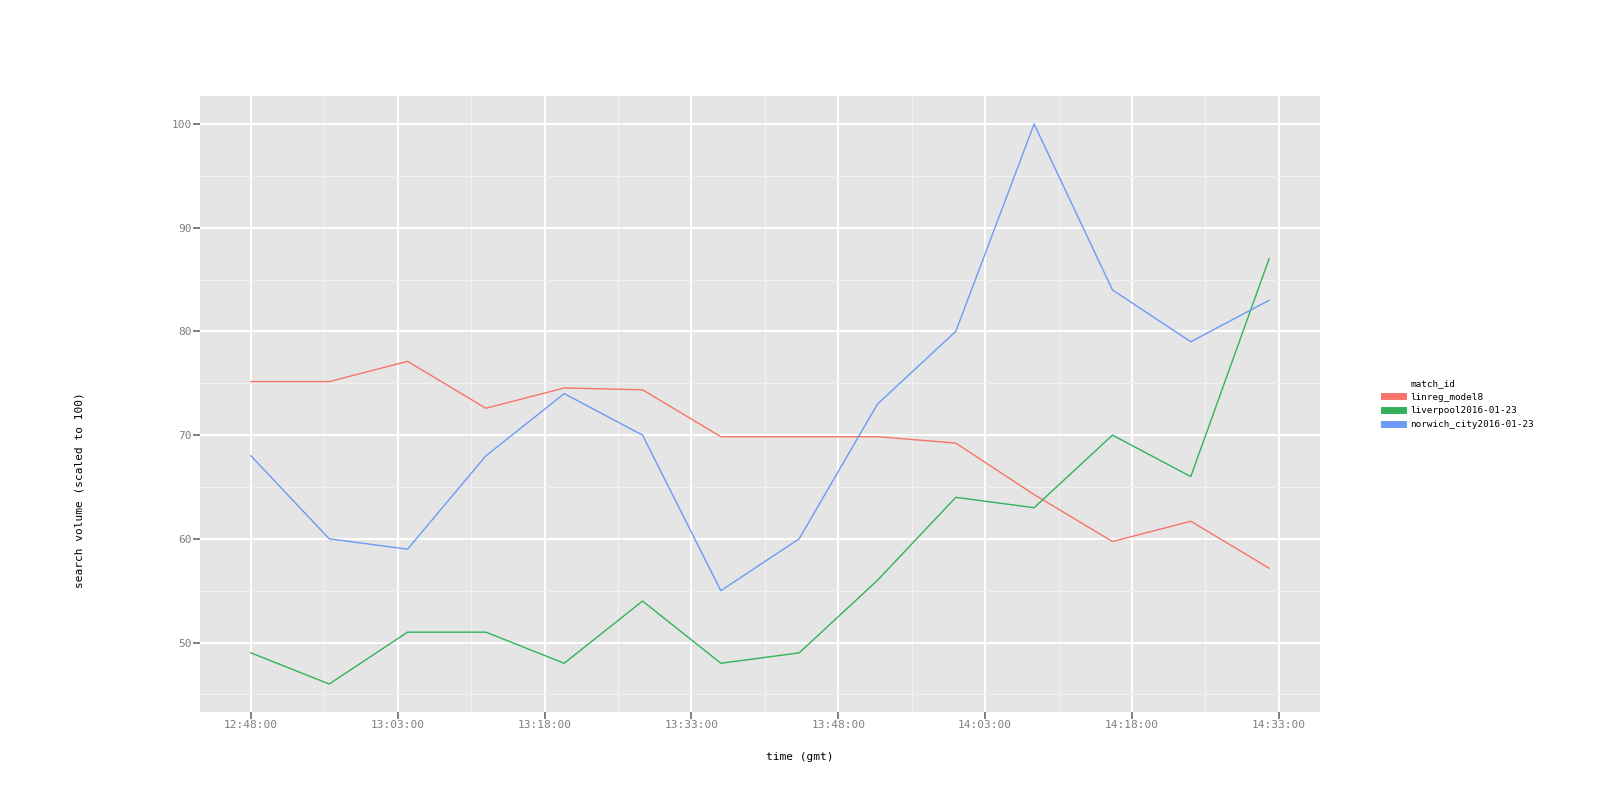 search volume (scaled to 100)
100
90
80
70
60
50
12:48:00 13:03:00 13:18:00 13:33:00 13:48:00 14:03:00 14:18:00 14:33:00
time (gmt)
match_id
linreg_model8
liverpool2016-01-23
norwich_city2016-01-23